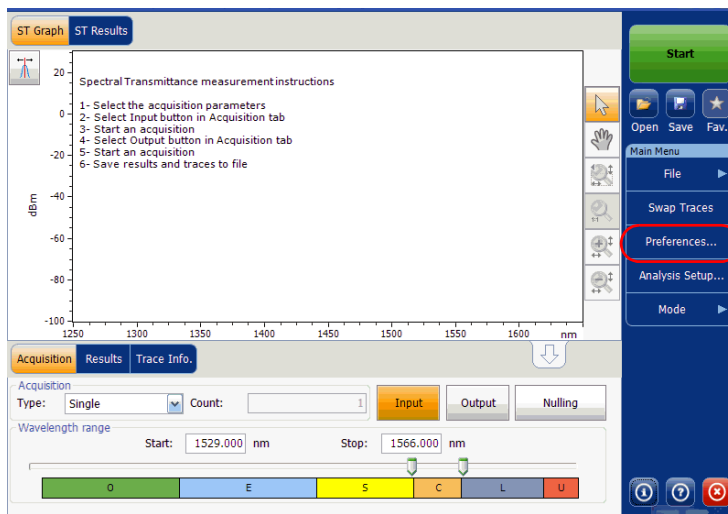 ST Graph ST Results
Start
Spectral Transmittance measurement instructions
1- Select the acquisition parameters
2- Select Input button in Acquisition tab
3- Start an acquisition
4- Select Output button in Acquisition tab
5- Start an acquisition
6- Save results and traces to file
20
0
-20
-40
-60
-80
-100
dBm
1250 1300 1350 1400 1450 1500 1550 1600 nm
1:1
Open Save Fav.
Main Menu
File
Swap Traces
Preferences...
Analysis Setup...
Mode
Acquisition Results Trace Info.
Acquisition
Type: Single Count: 1 Input Output Nulling
Wavelength range
Start: 1529.000 nm Stop: 1566.000 nm
O E S C L U